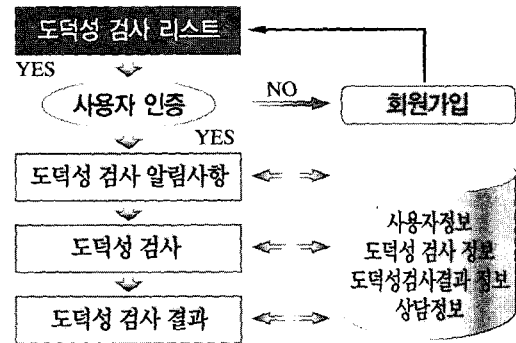 도덕성 검사 리스트
YES
사용자 인증
NO
회원가입
YES
도덕성 검사 알림사항
도덕성 검사
도덕성 검사 결과
사용자정보
도덕성 검사 정보
도덕성검사결과 정보
상담정보